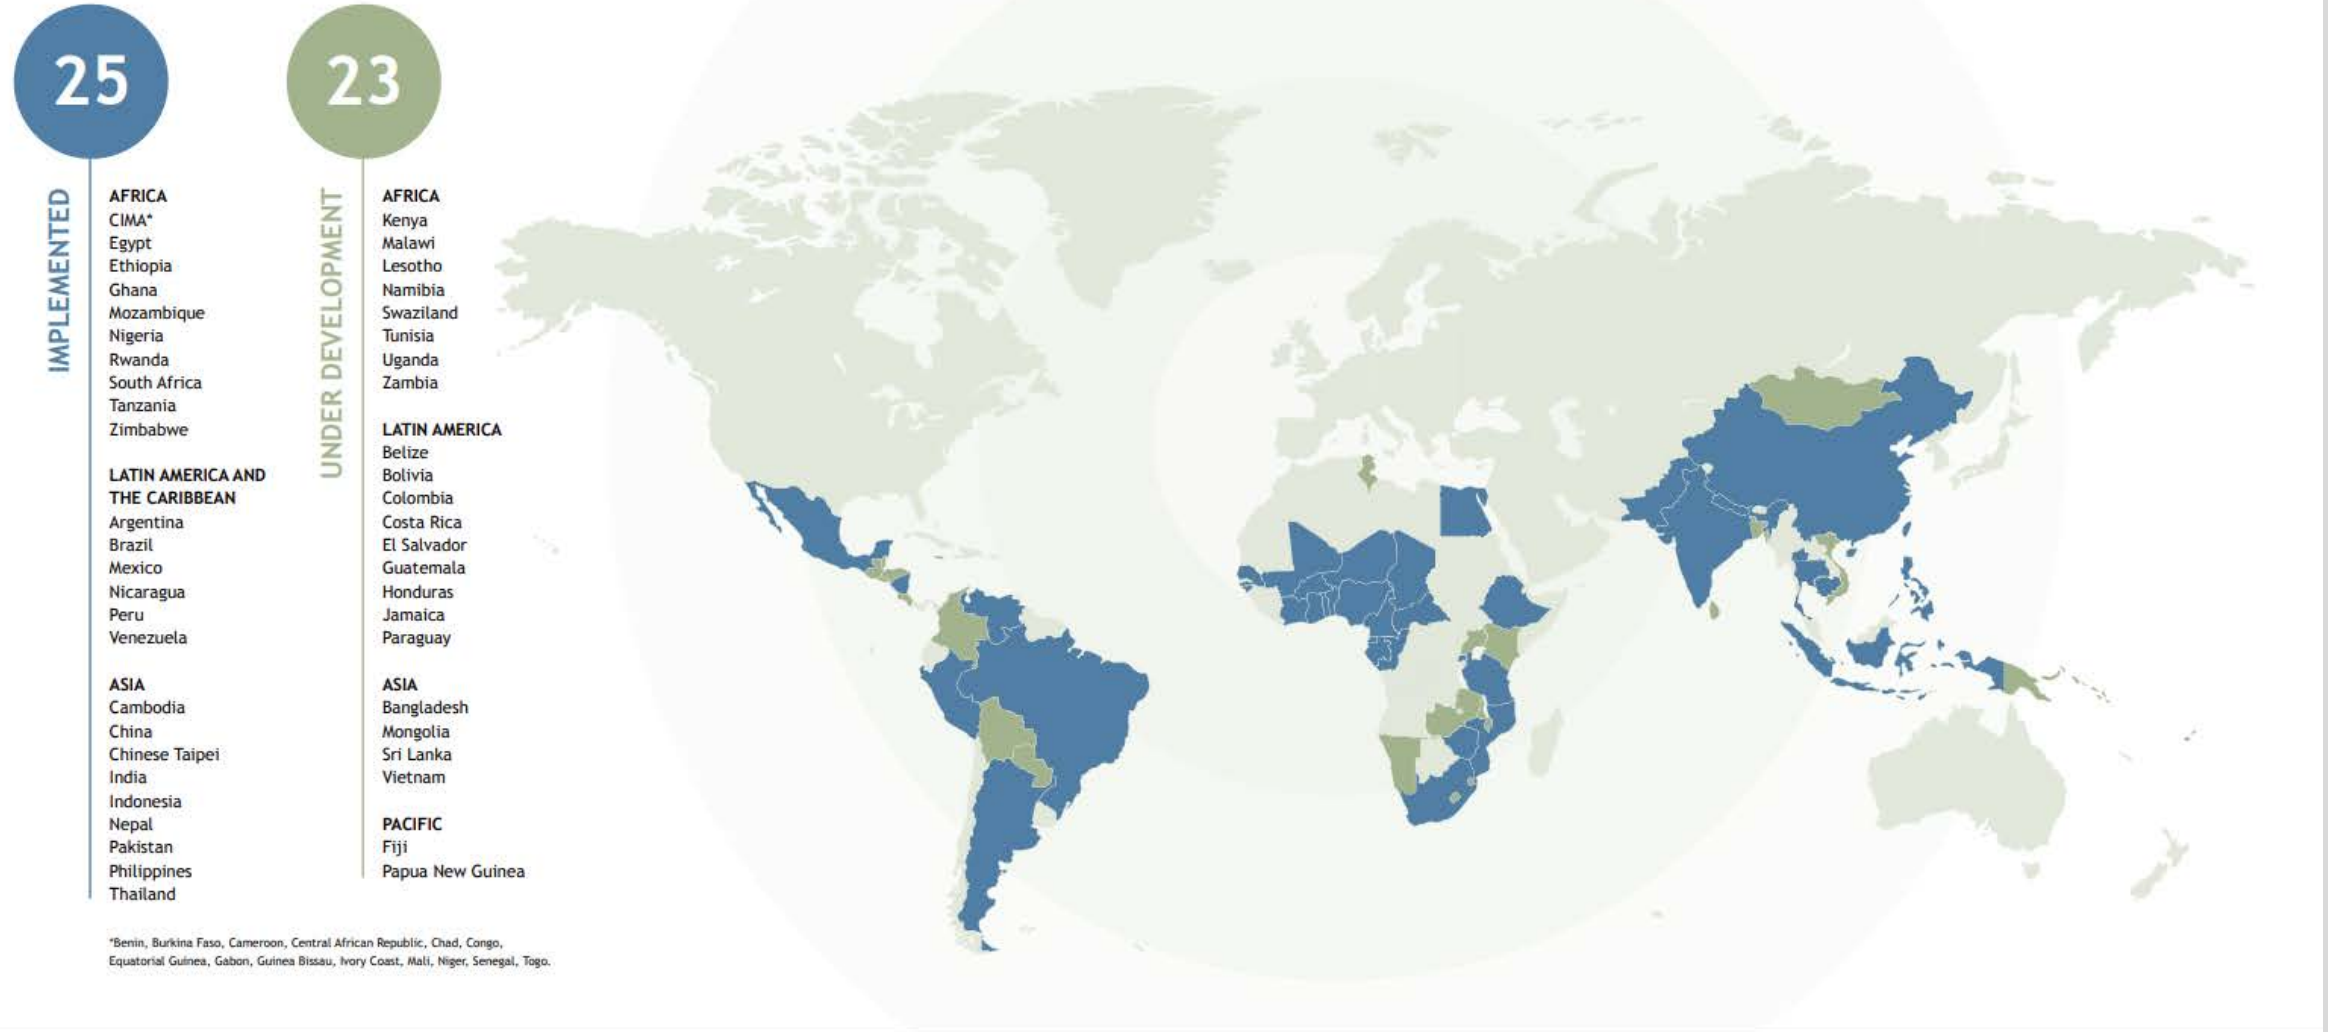 25
IMPLEMENTED
AFRICA
CIMA*
Egypt
Ethiopia
Ghana
Mozambique
Nigeria
Rwanda
South Africa
Tanzania
Zimbabwe
LATIN AMERICA AND
THE CARIBBEAN
Argentina
Brazil
Mexico
Nicaragua
Peru
Venezuela
ASIA
Cambodia
China
Chinese Taipei
India
Indonesia
Nepal
Pakistan
Philippines
Thailand
23
UNDER DEVELOPMENT
AFRICA
Kenya
Malawi
Lesotho
Namibia
Swaziland
Tunisia
Uganda
Zambia
LATIN AMERICA
Belize
Bolivia
Colombia
Costa Rica
El Salvador
Guatemala
Honduras
Jamaica
Paraguay
ASIA
Bangladesh
Mongolia
Sri Lanka
Vietnam
PACIFIC
Fiji
Papua New Guinea
*Benin, Burkina Faso, Cameroon, Central African Republic, Chad, Congo,
Equatorial Guinea, Gabon, Guinea Bissau, Ivory Coast, Mali, Niger, Senegal, Togo.